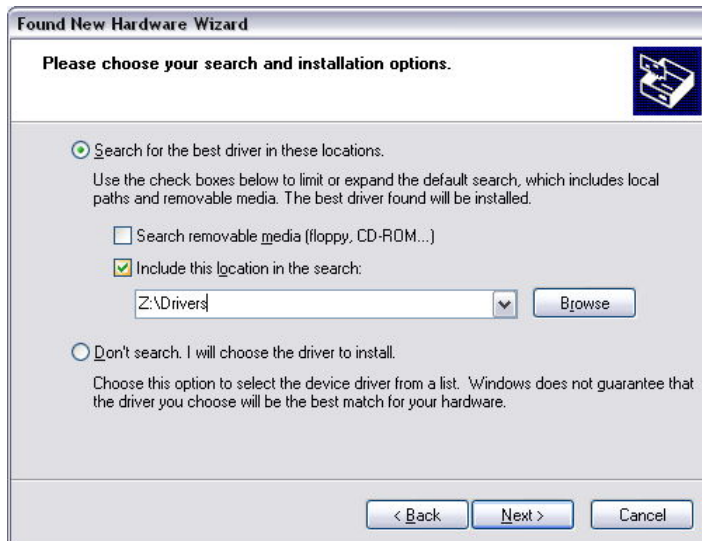 Found New Hardware Wizard
Please choose your search and installation options.
Search for the best driver in these locations.
Use the check boxes below to limit or expand the default search, which includes local
paths and removable media. The best driver found will be installed.
Search removable media (floppy, CD-ROM...)
Include this location in the search:
Z:\Drivers
Browse
Don't search. I will choose the driver to install.
Choose this option to select the device driver from a list. Windows does not guarantee that
the driver you choose will be the best match for your hardware.
< Back
Next >
Cancel